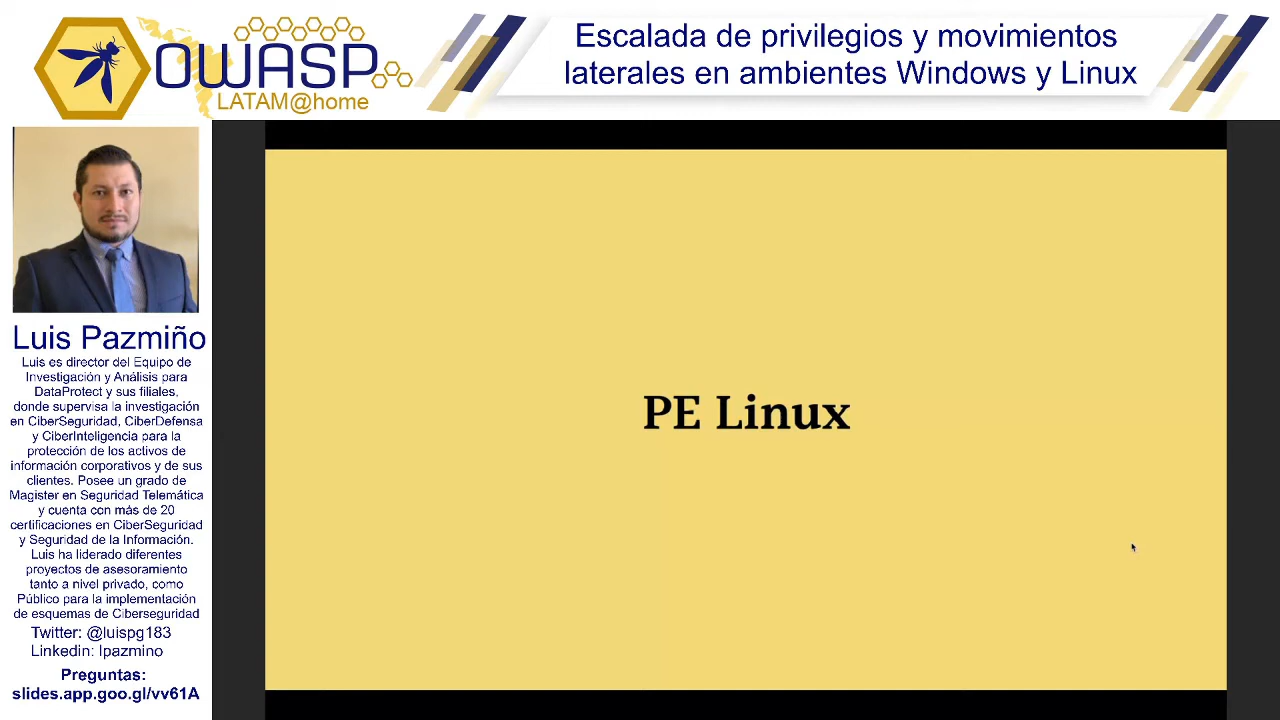 OWASP
LATAM@home
Escalada de privilegios y movimientos
laterales en ambientes Windows y Linux
Luis Pazmiño
Luis es director del Equipo de
Investigación y Análisis para
DataProtect y sus filiales,
donde supervisa la investigación
en CiberSeguridad, CiberDefensa
y CiberInteligencia para la
protección de los activos de
información corporativos y de sus
clientes. Posee un grado de
Magister en Seguridad Telemática
y cuenta con más de 20
certificaciones en CiberSeguridad
y Seguridad de la Información.
Luis ha liderado diferentes
proyectos de asesoramiento
tanto a nivel privado, como
Público para la implementación
de esquemas de Ciberseguridad
Twitter: @luispg183
Linkedin: lpazmino
Preguntas:
slides.app.goo.gl/vv61A
PE Linux